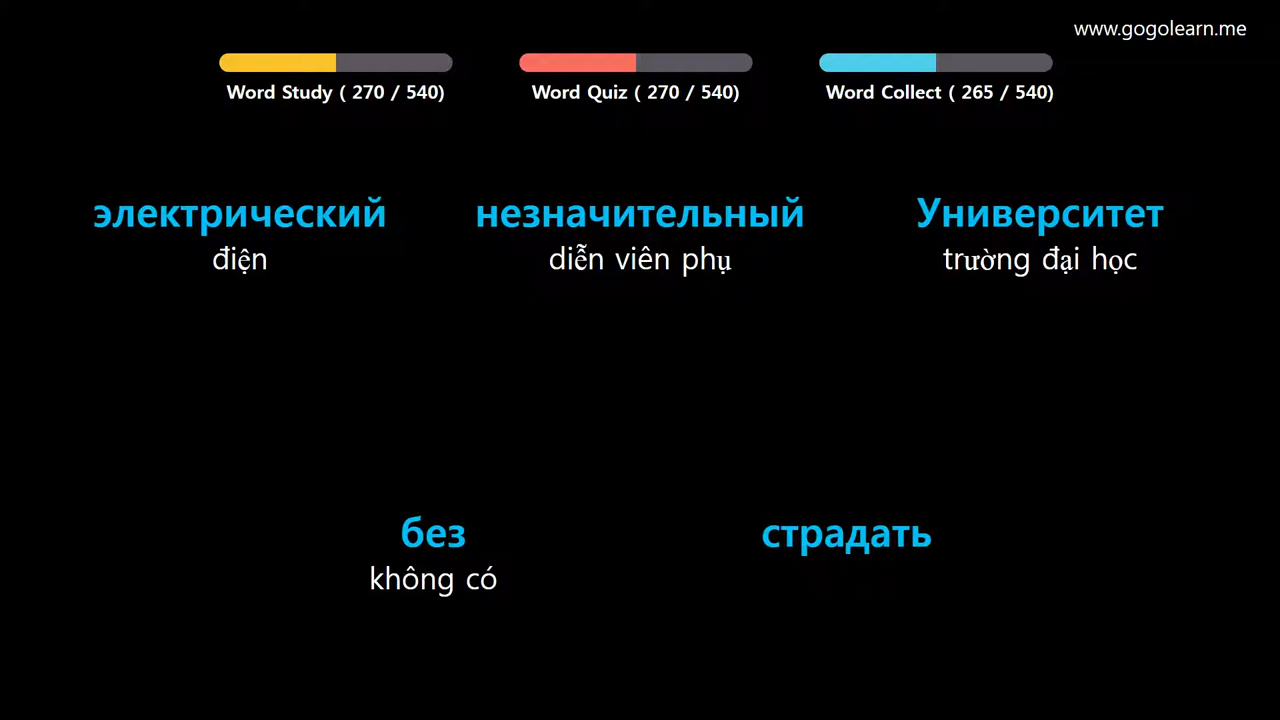 www.gogolearn.me
Word Study ( 270 / 540)
Word Quiz ( 270 / 540)
Word Collect ( 265 / 540)
электрический
điện
незначительный
diễn viên phụ
Университет
trường đại học
без
không có
страдать